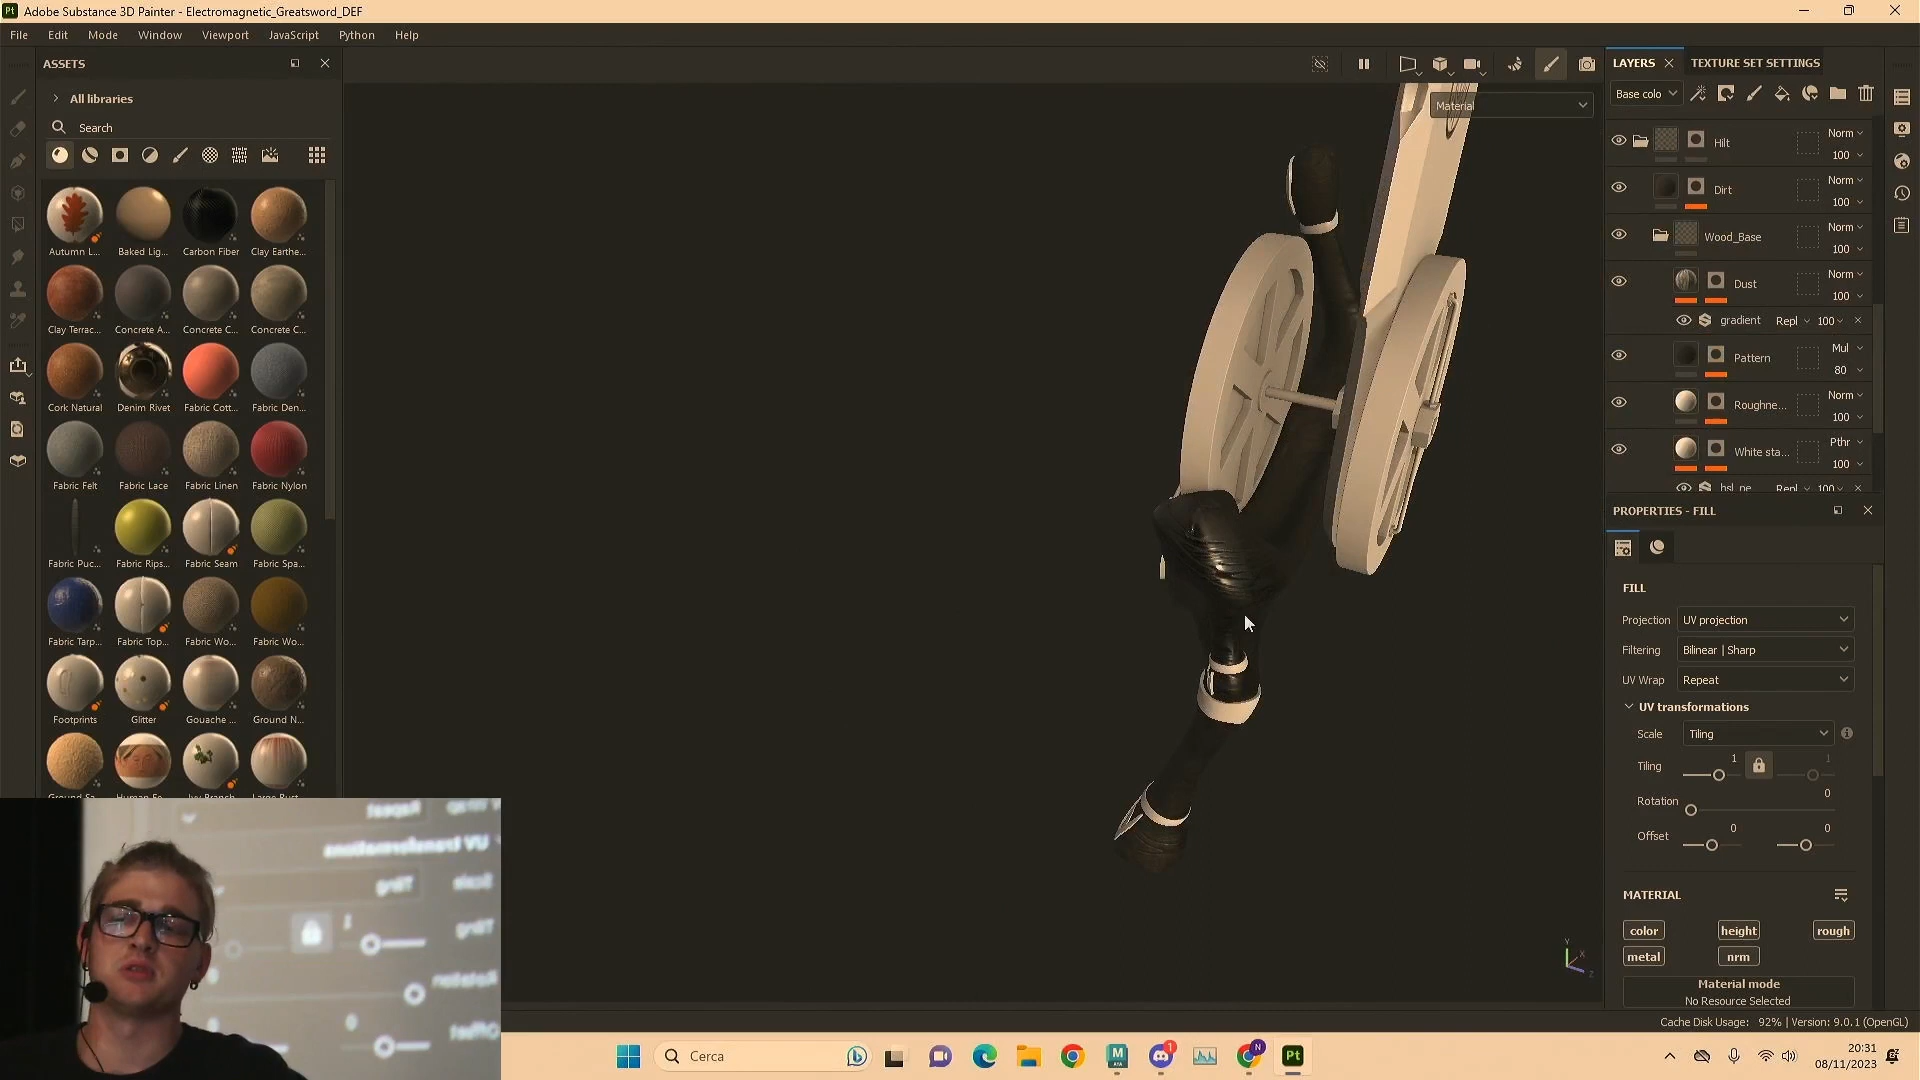 Adobe Substance 3D Painter - Electromagnetic_Greatsword_DEF
File Edit Mode Window Viewport JavaScript Python Help
ASSETS
All libraries
Search
Autumn L... Baked Lig... Carbon Fiber Clay Earthe...
Clay Terrac... Concrete A... Concrete C... Concrete C...
Cork Natural Denim Rivet Fabric Cott... Fabric Den...
Fabric Felt Fabric Lace Fabric Linen Fabric Nylon
Fabric Puc... Fabric Rips... Fabric Seam Fabric Spa...
Fabric Tarp... Fabric Top... Fabric Wo... Fabric Wo...
Footprints Glitter Gouache ... Ground N...
Material
LAYERS TEXTURE SET SETTINGS
Base colo
Hilt Norm 100
Dirt Norm 100
Wood_Base Norm 100
Dust Norm 100
gradient Repl 100
Pattern Mul 80
Roughne... Norm 100
White sta... Pthr 100
PROPERTIES - FILL
FILL
Projection UV projection
Filtering Bilinear | Sharp
UV Wrap Repeat
UV transformations
Scale Tiling
Tiling 1 1
Rotation 0
Offset 0 0
MATERIAL
color height rough
metal nrm
Material mode
No Resource Selected
Cache Disk Usage: 92% | Version: 9.0.1 (OpenGL)
Cerca
20:31
08/11/2023